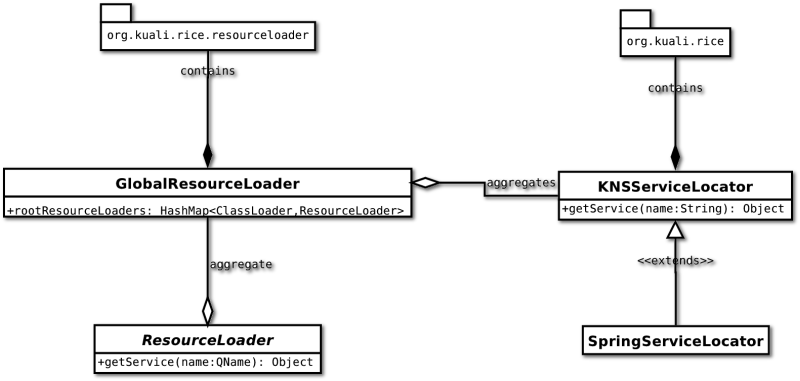 org.kuali.rice.resourceloader
org.kuali.rice
contains
contains
GlobalResourceLoader
+rootResourceLoaders: HashMap<ClassLoader,ResourceLoader>
aggregates
KNSServiceLocator
+getService(name:String): Object
aggregate
<<extends>>
ResourceLoader
+getService(name:QName): Object
SpringServiceLocator